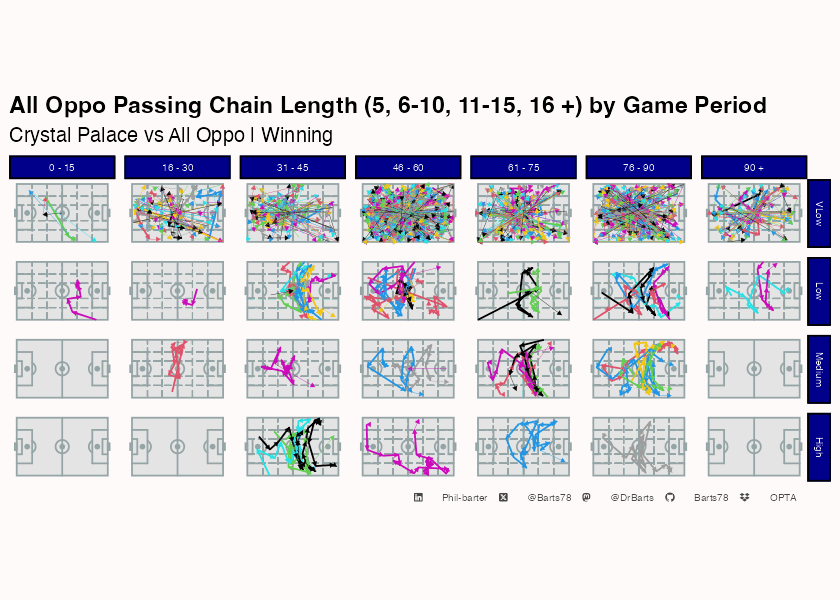 All Oppo Passing Chain Length (5, 6-10, 11-15, 16 +) by Game Period
Crystal Palace vs All Oppo | Winning
0 - 15
16 - 30
31 - 45
46 - 60
61 - 75
76 - 90
90 +
V.Low
Low
Medium
High
Phil-barter @Barts78 @DrBarts Barts78 OPTA